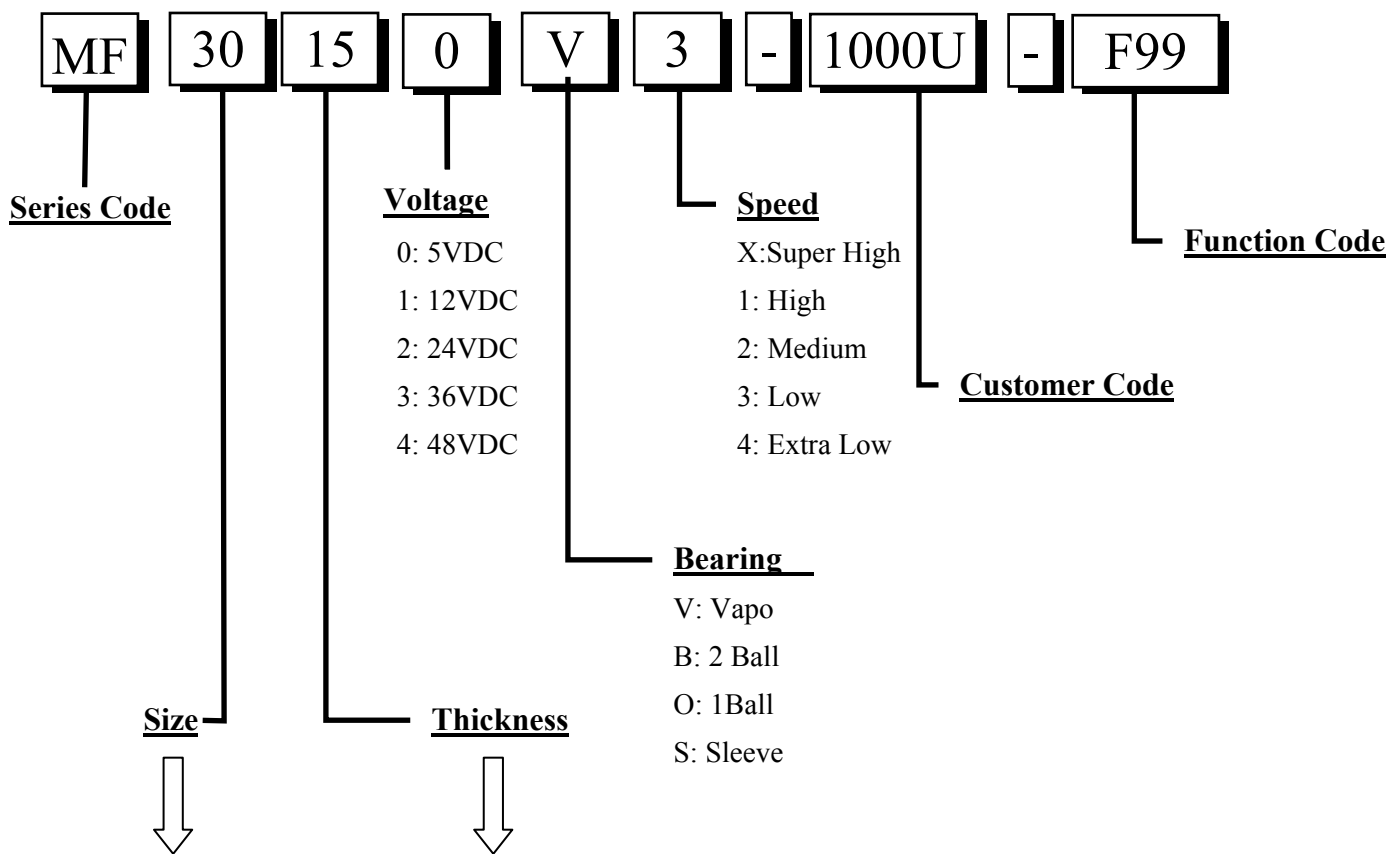 MF 30 15 0 V 3 - 1000U - F99
Series Code
Voltage
0: 5VDC
1: 12VDC
2: 24VDC
3: 36VDC
4: 48VDC
Speed
X:Super High
1: High
2: Medium
3: Low
4: Extra Low
Function Code
Customer Code
Bearing
V: Vapo
B: 2 Ball
O: 1Ball
S: Sleeve
Size
Thickness